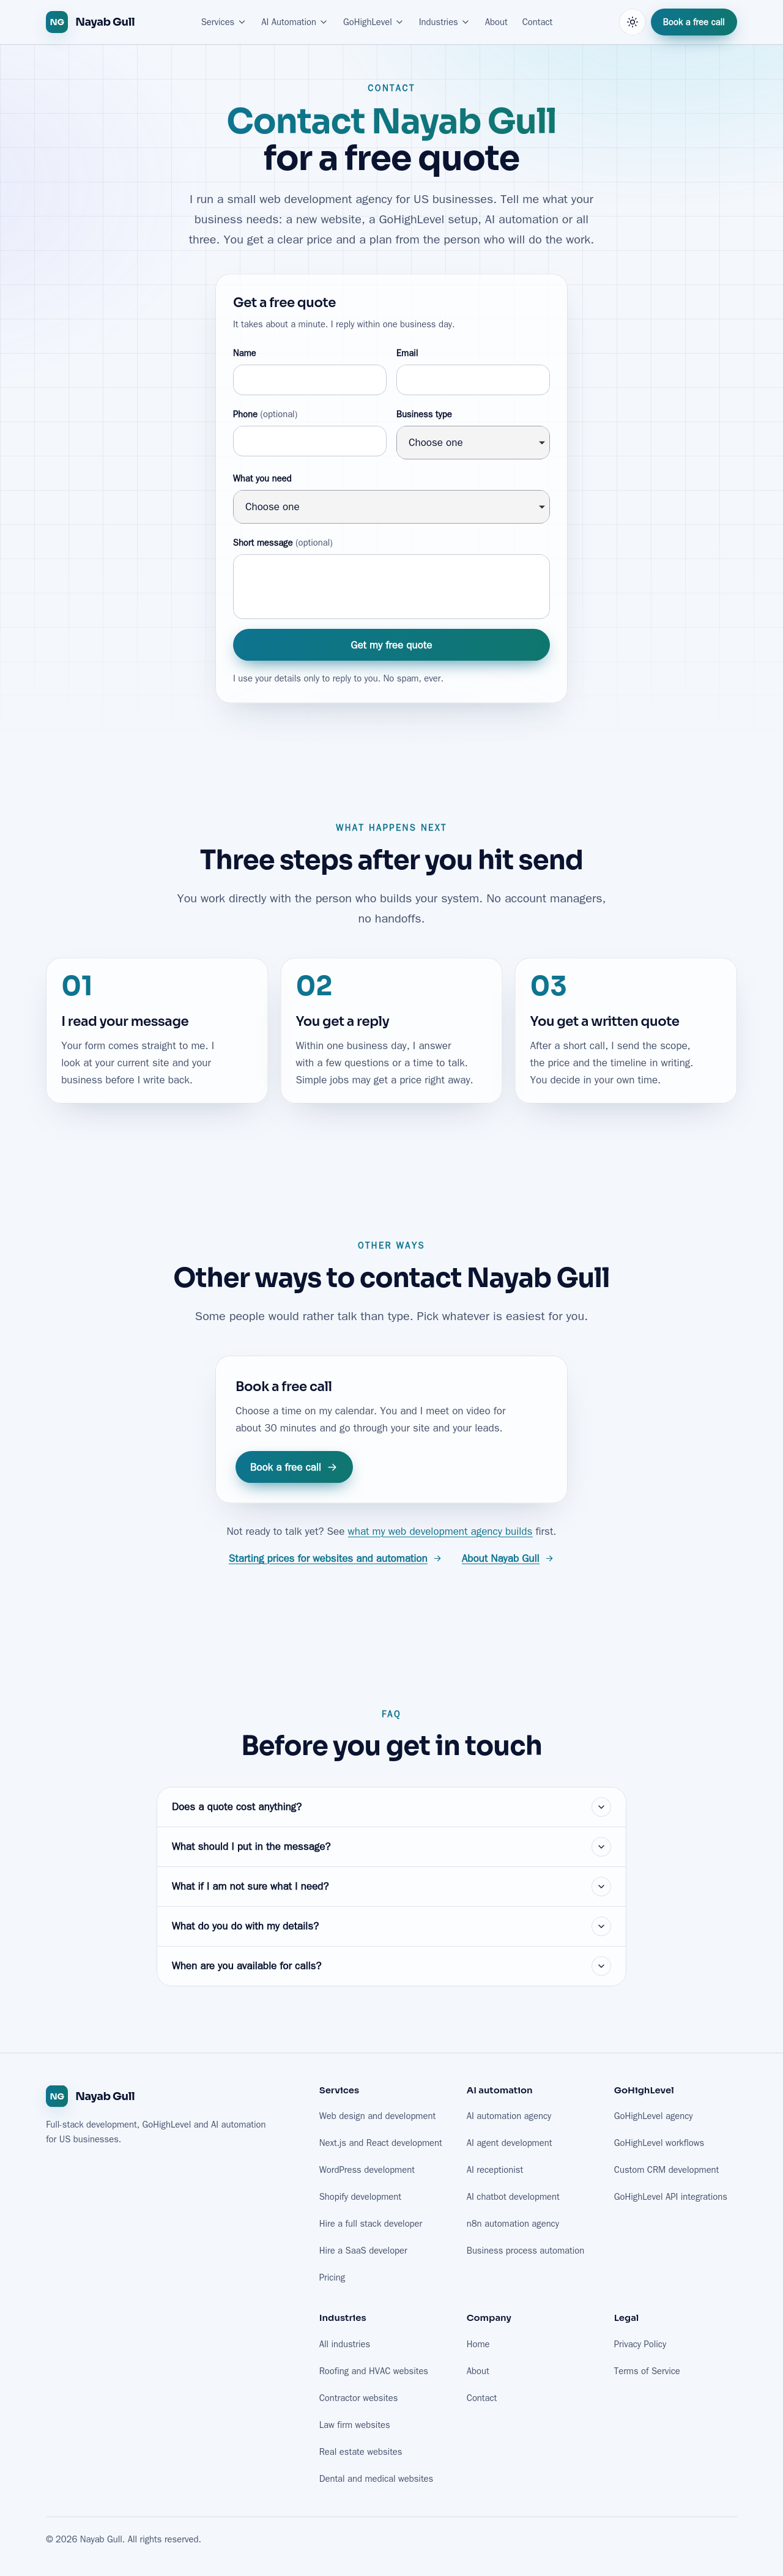 NG Nayab Gull Services AI Automation GoHighLevel Industries About Contact Book a free call
CONTACT
Contact Nayab Gull
for a free quote
I run a small web development agency for US businesses. Tell me what your
business needs: a new website, a GoHighLevel setup, AI automation or all
three. You get a clear price and a plan from the person who will do the work.
Get a free quote
It takes about a minute. I reply within one business day.
Name Email
Phone (optional) Business type
Choose one
What you need
Choose one
Short message (optional)
Get my free quote
I use your details only to reply to you. No spam, ever.
WHAT HAPPENS NEXT
Three steps after you hit send
You work directly with the person who builds your system. No account managers,
no handoffs.
01
I read your message
Your form comes straight to me. I
look at your current site and your
business before I write back.
02
You get a reply
Within one business day, I answer
with a few questions or a time to talk.
Simple jobs may get a price right away.
03
You get a written quote
After a short call, I send the scope,
the price and the timeline in writing.
You decide in your own time.
OTHER WAYS
Other ways to contact Nayab Gull
Some people would rather talk than type. Pick whatever is easiest for you.
Book a free call
Choose a time on my calendar. You and I meet on video for
about 30 minutes and go through your site and your leads.
Book a free call →
Not ready to talk yet? See what my web development agency builds first.
Starting prices for websites and automation → About Nayab Gull →
FAQ
Before you get in touch
Does a quote cost anything?
What should I put in the message?
What if I am not sure what I need?
What do you do with my details?
When are you available for calls?
NG Nayab Gull
Full-stack development, GoHighLevel and AI automation
for US businesses.
Services
Web design and development
Next.js and React development
WordPress development
Shopify development
Hire a full stack developer
Hire a SaaS developer
Pricing
AI automation
AI automation agency
AI agent development
AI receptionist
AI chatbot development
n8n automation agency
Business process automation
GoHighLevel
GoHighLevel agency
GoHighLevel workflows
Custom CRM development
GoHighLevel API integrations
Industries
All industries
Roofing and HVAC websites
Contractor websites
Law firm websites
Real estate websites
Dental and medical websites
Company
Home
About
Contact
Legal
Privacy Policy
Terms of Service
© 2026 Nayab Gull. All rights reserved.